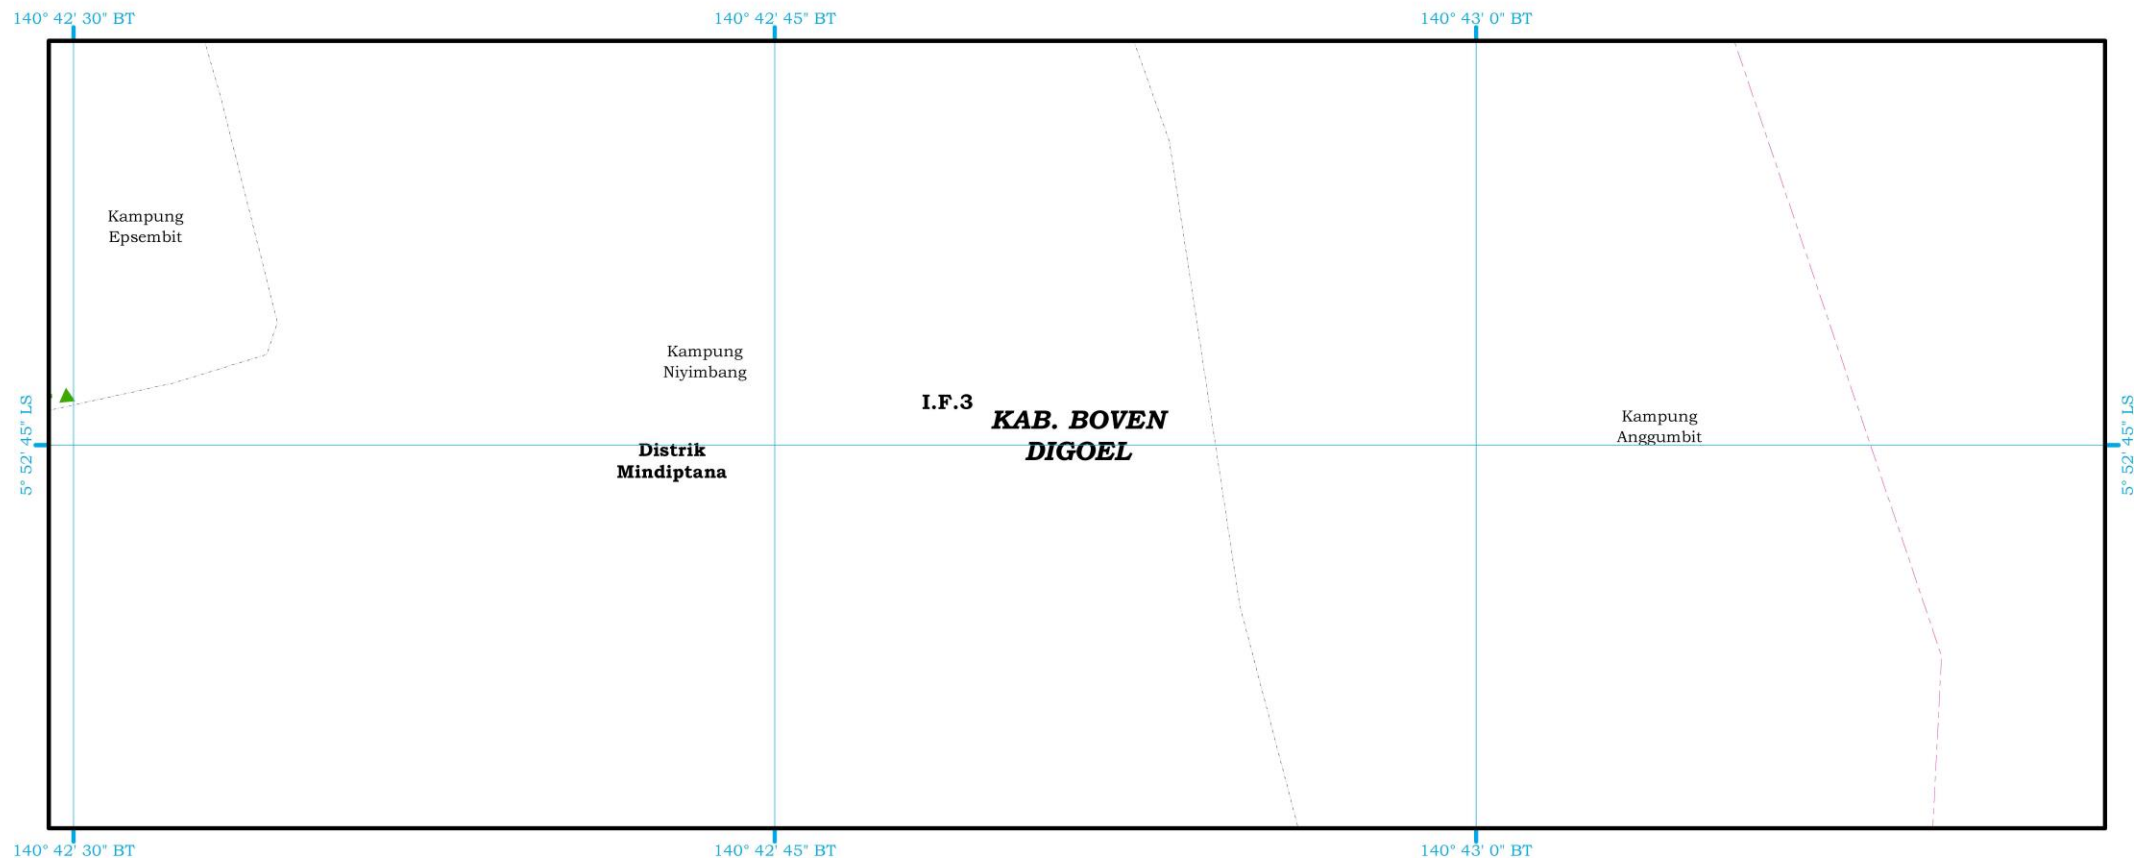 140° 42' 30" BT
140° 42' 45" BT
140° 43' 0" BT
Kampung
Epsembit
Kampung
Niyimbang
I.F.3
KAB. BOVEN
DIGOEL
Kampung
Anggumbit
5° 52' 45" LS
5° 52' 45" LS
Distrik
Mindiptana
140° 42' 30" BT
140° 42' 45" BT
140° 43' 0" BT